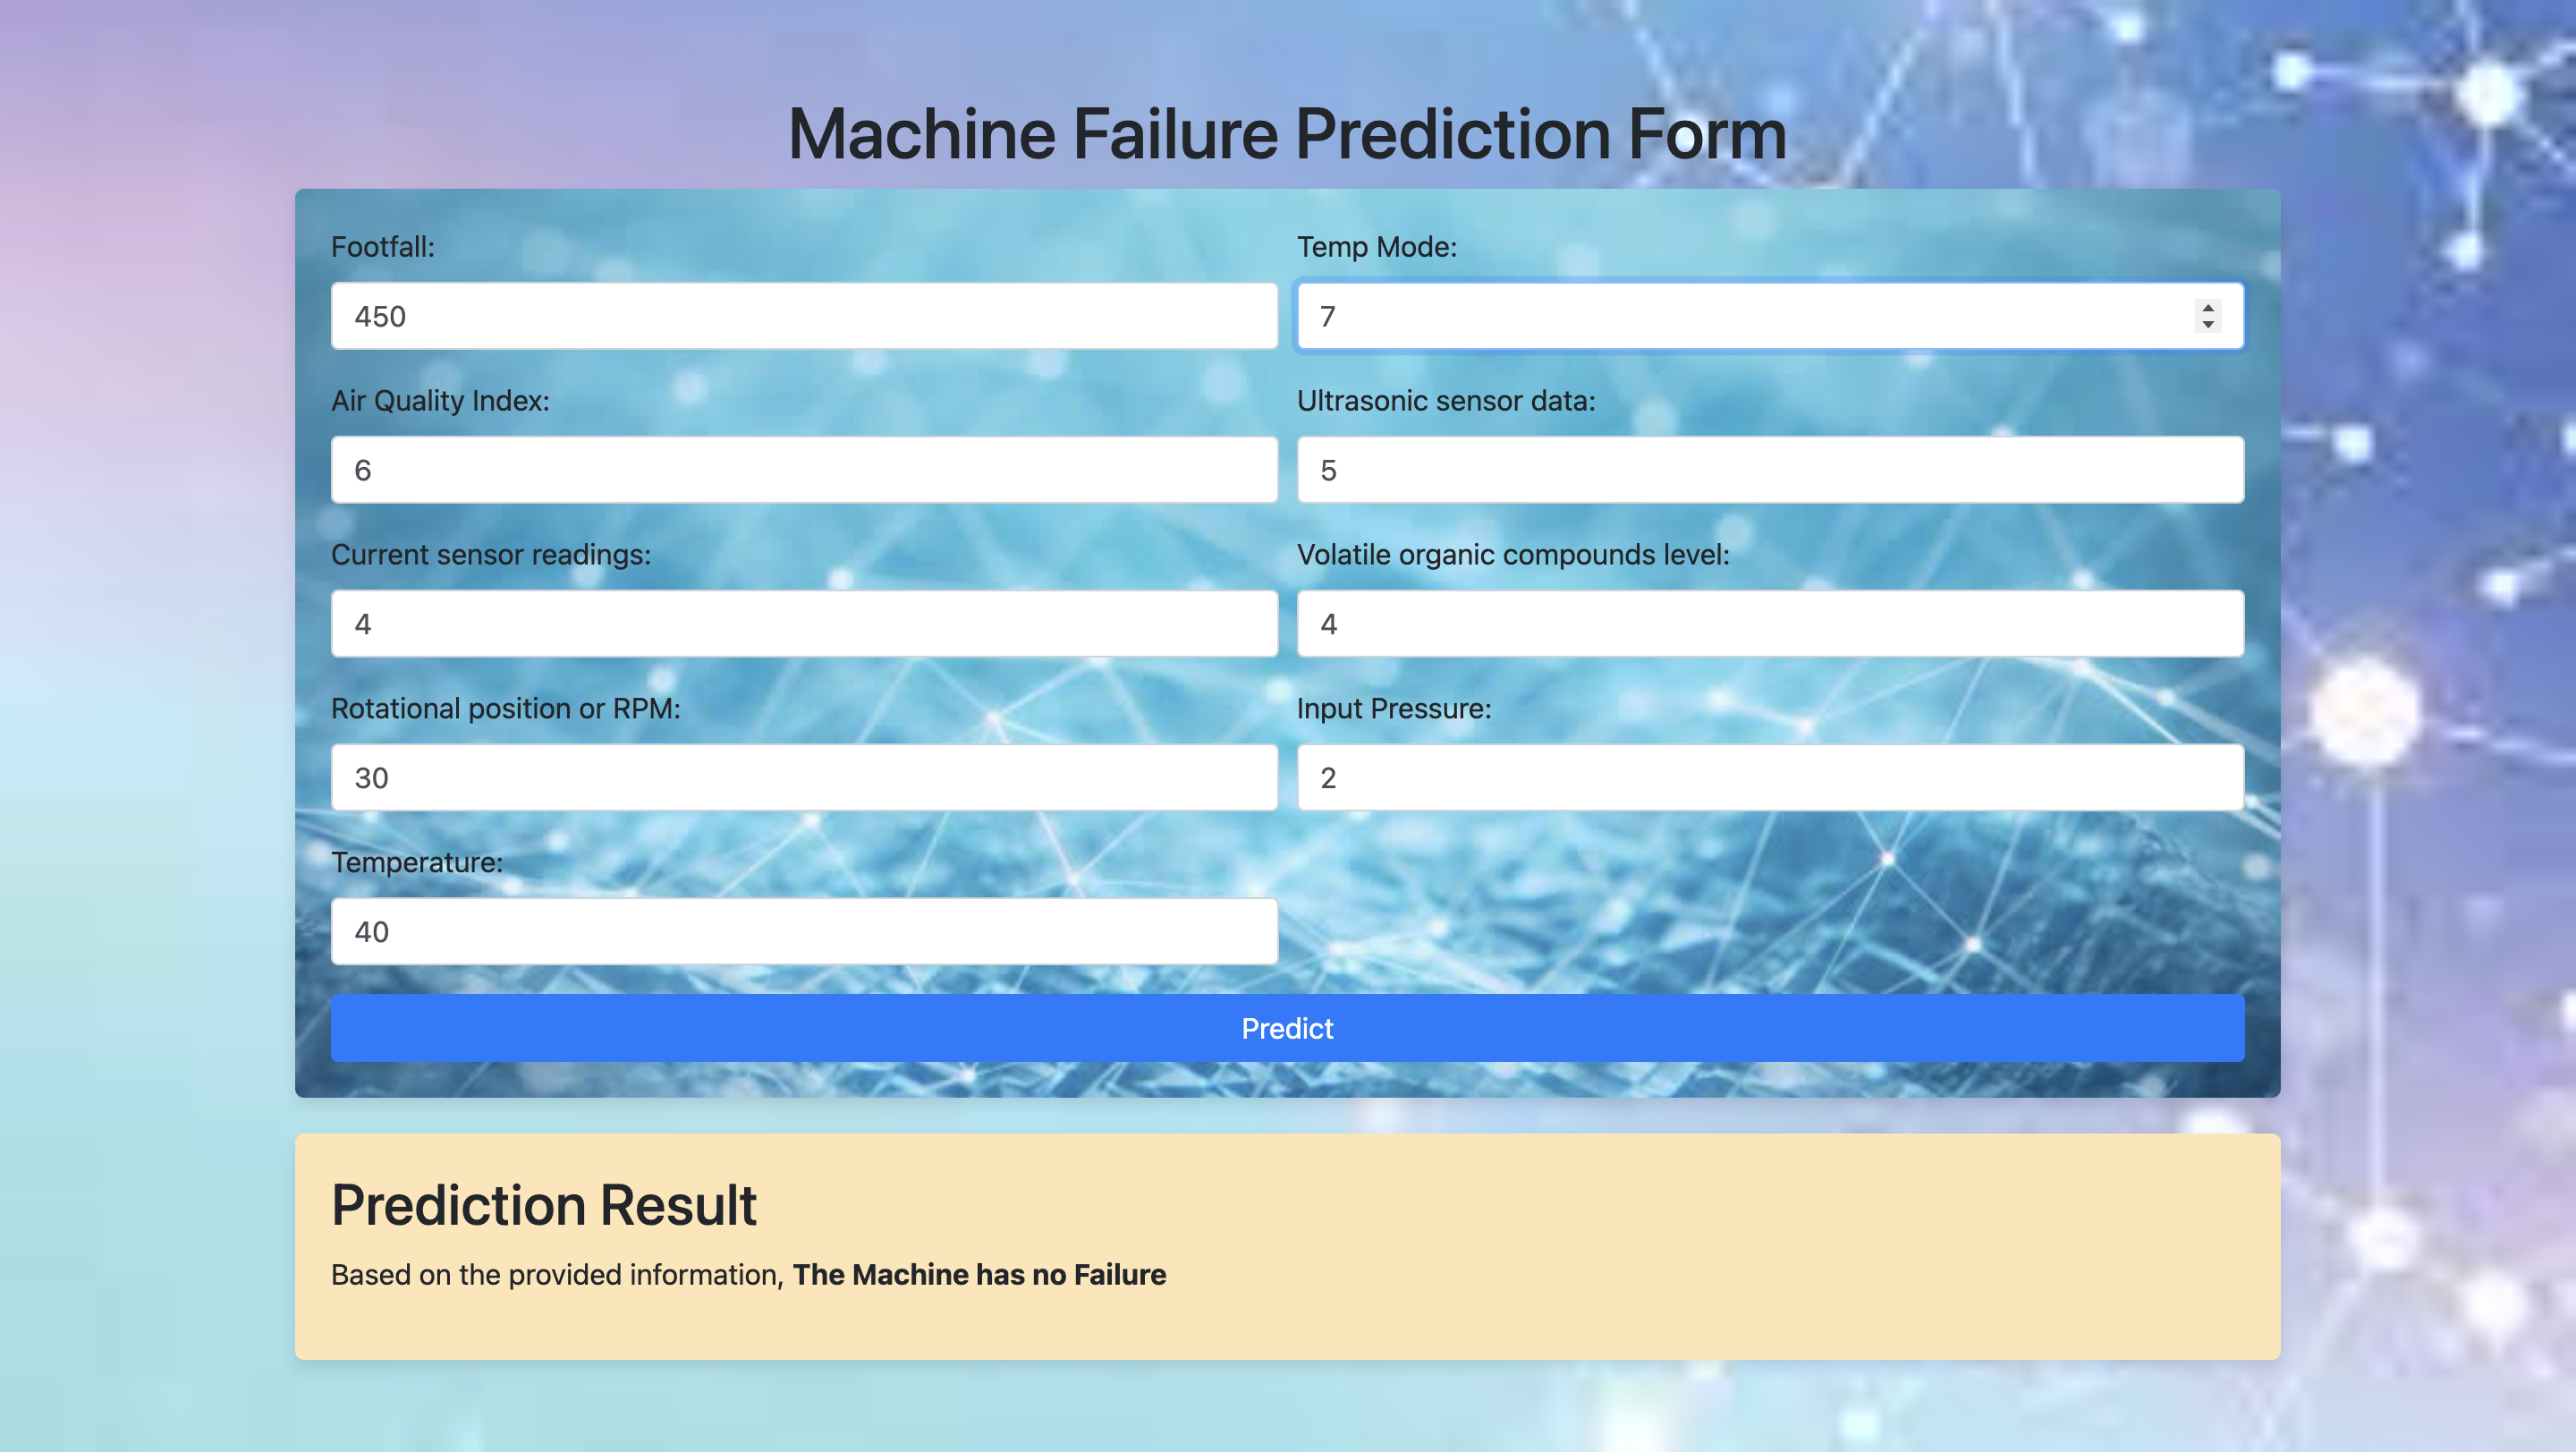 Machine Failure Prediction Form
Footfall:
Temp Mode:
450
7
Air Quality Index:
Ultrasonic sensor data:
6
5
Current sensor readings:
Volatile organic compounds level:
4
4
Rotational position or RPM:
Input Pressure:
30
2
Temperature:
40
Predict
Prediction Result
Based on the provided information, The Machine has no Failure